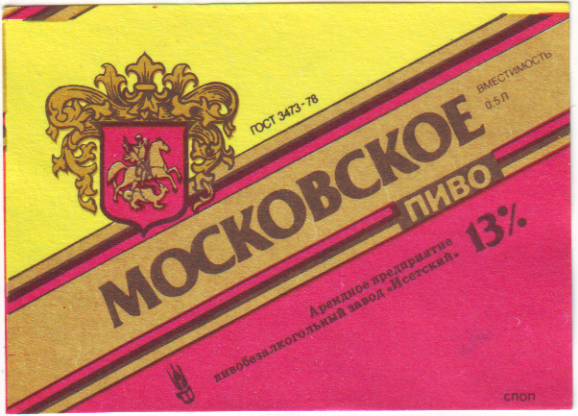 ГОСТ 3473-78
ВМЕСТИМОСТЬ
0.5 Л
МОСКОВСКОЕ
ПИВО
13%
Арендное предприятие
пивобезалкогольный завод «Исетский»
СПОП